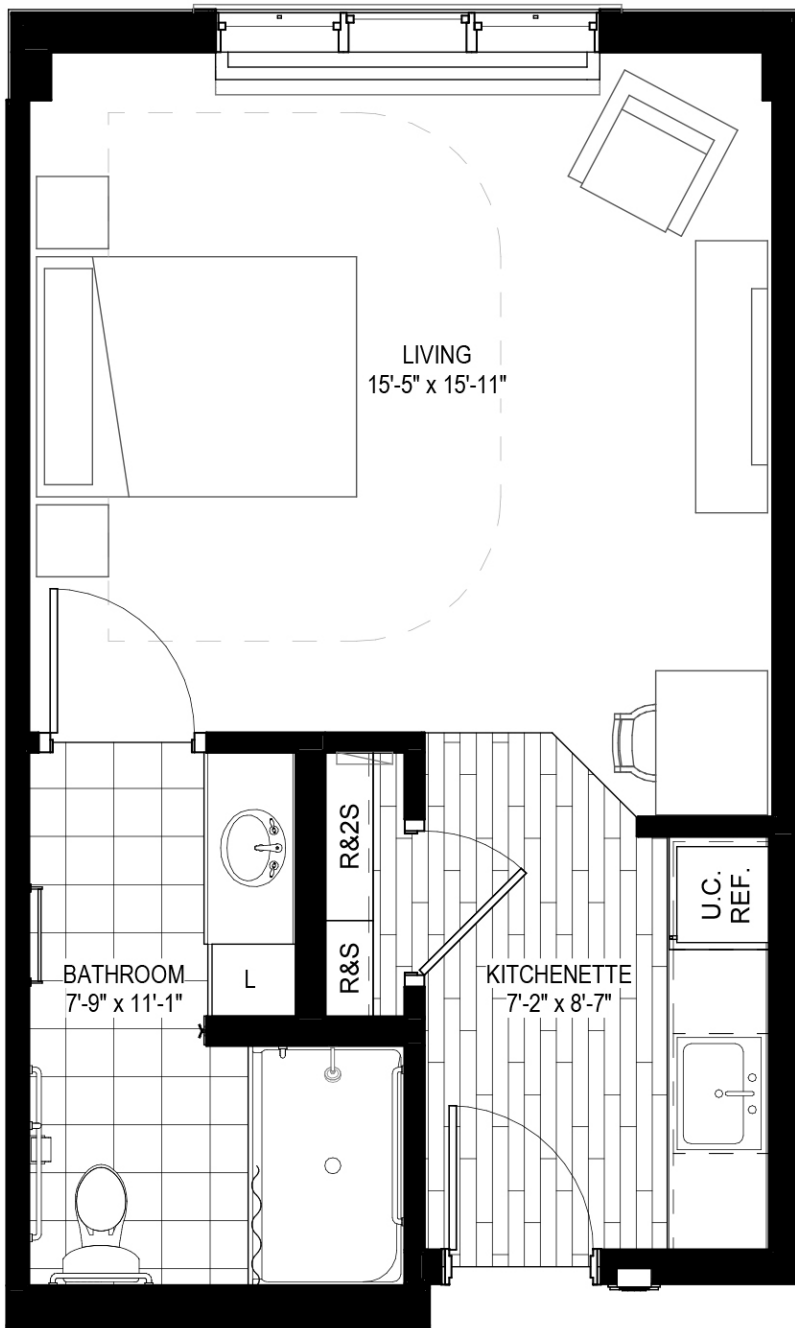 LIVING
15'-5" x 15'-11"
R&2S
U.C.
REF.
R&S
L
BATHROOM
7'-9" x 11'-1"
KITCHENETTE
7'-2" x 8'-7"